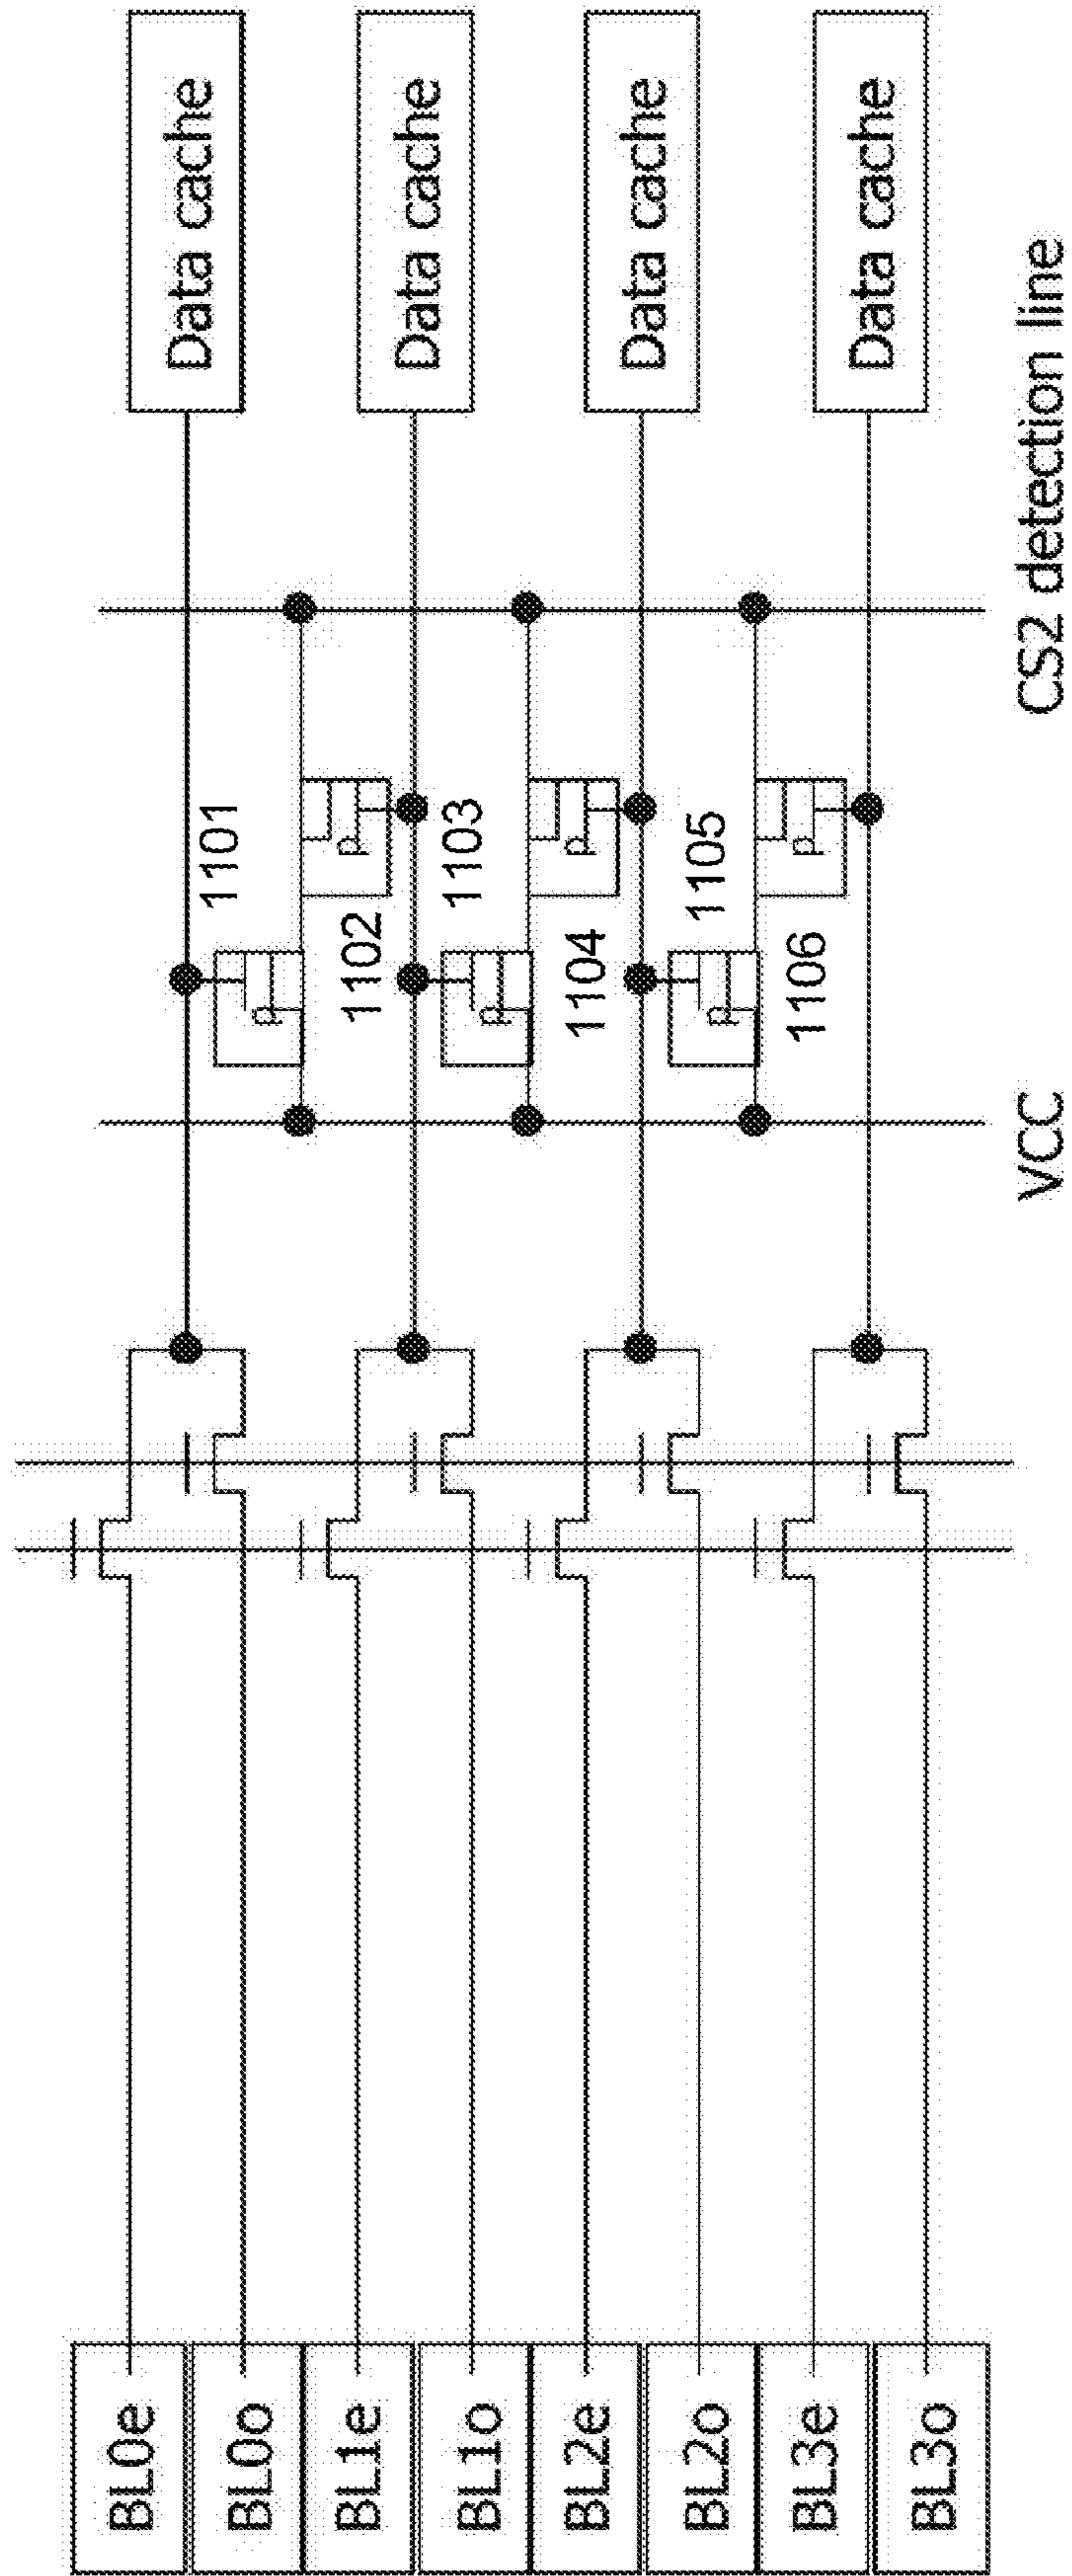 BL0e
BL0o
BL1e
BL1o
BL2e
BL2o
BL3e
BL3o
1101
1102
1103
1104
1105
1106
p
p
p
p
p
p
Data cache
Data cache
Data cache
Data cache
VCC
CS2 detection line